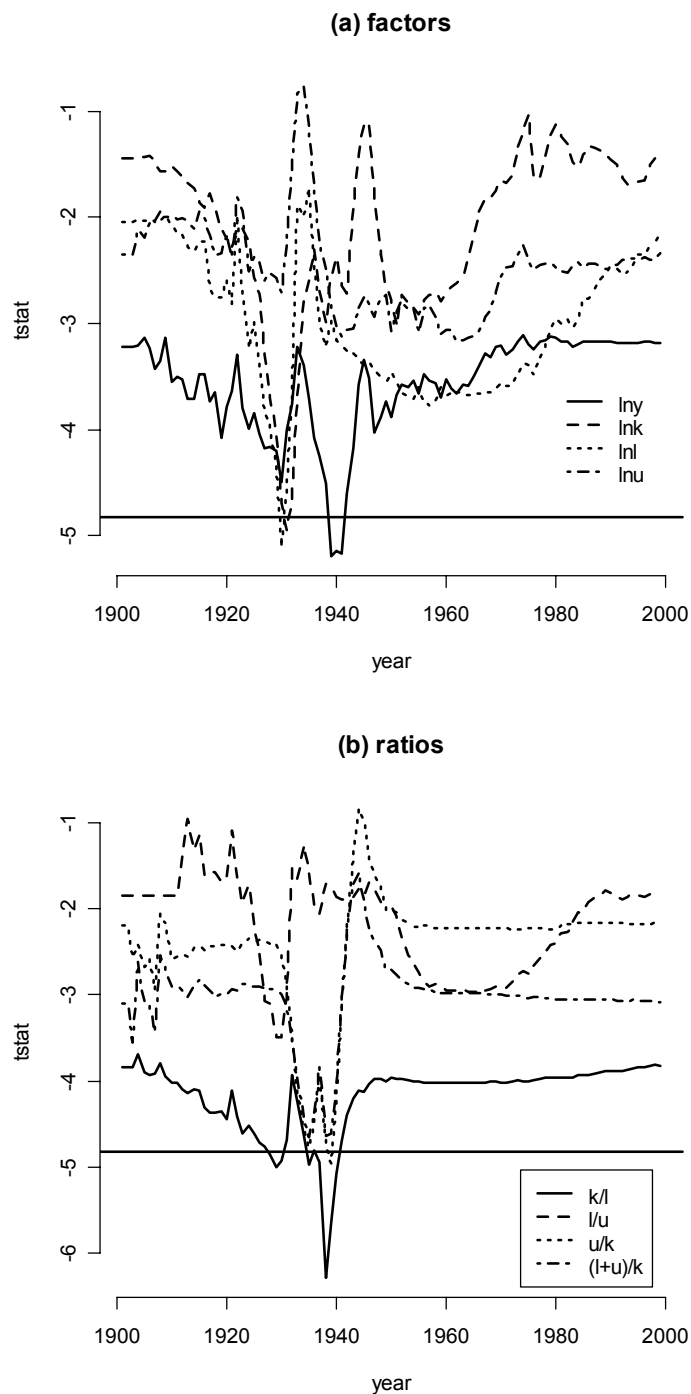 (a) factors
-1
-2
-3
-4
-5
tstat
lny
lnk
lnl
lnu
1900 1920 1940 1960 1980 2000
year
(b) ratios
-1
-2
-3
-4
-5
-6
tstat
k/l
l/u
u/k
(l+u)/k
1900 1920 1940 1960 1980 2000
year